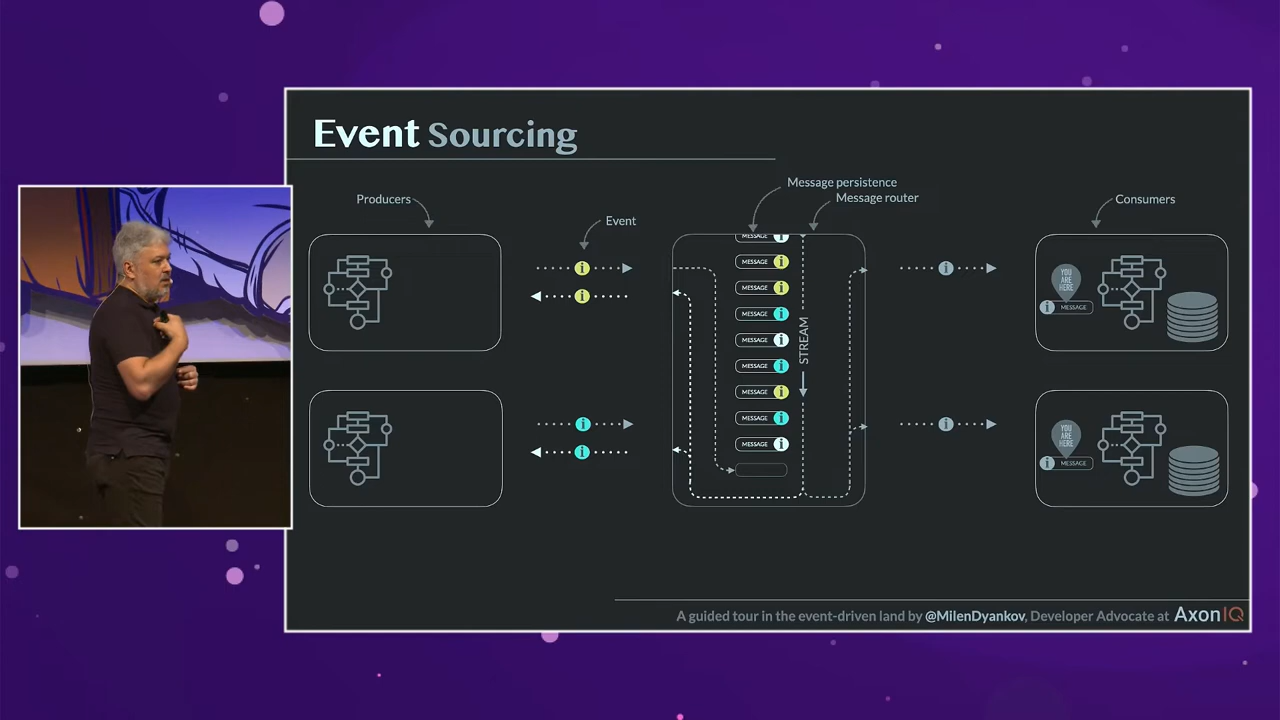 Event Sourcing
Message persistence
Message router
Producers
Event
Consumers
MESSAGE i
i MESSAGE i
i MESSAGE i
MESSAGE i
MESSAGE i
MESSAGE i
MESSAGE i
MESSAGE i
MESSAGE i
STREAM
i
i
i
i
YOU
ARE
HERE
i MESSAGE
YOU
ARE
HERE
i MESSAGE
A guided tour in the event-driven land by @MilenDyankov, Developer Advocate at AxonIQ